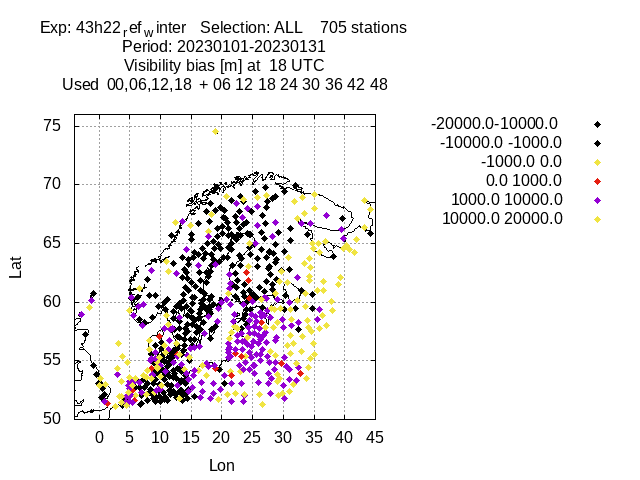 Exp: 43h22refwinter Selection: ALL 705 stations
Period: 20230101-20230131
Visibility bias [m] at 18 UTC
Used 00,06,12,18 + 06 12 18 24 30 36 42 48
-20000.0-10000.0
-10000.0 -1000.0
-1000.0 0.0
0.0 1000.0
1000.0 10000.0
10000.0 20000.0
75
70
65
60
55
50
Lat
0 5 10 15 20 25 30 35 40 45
Lon